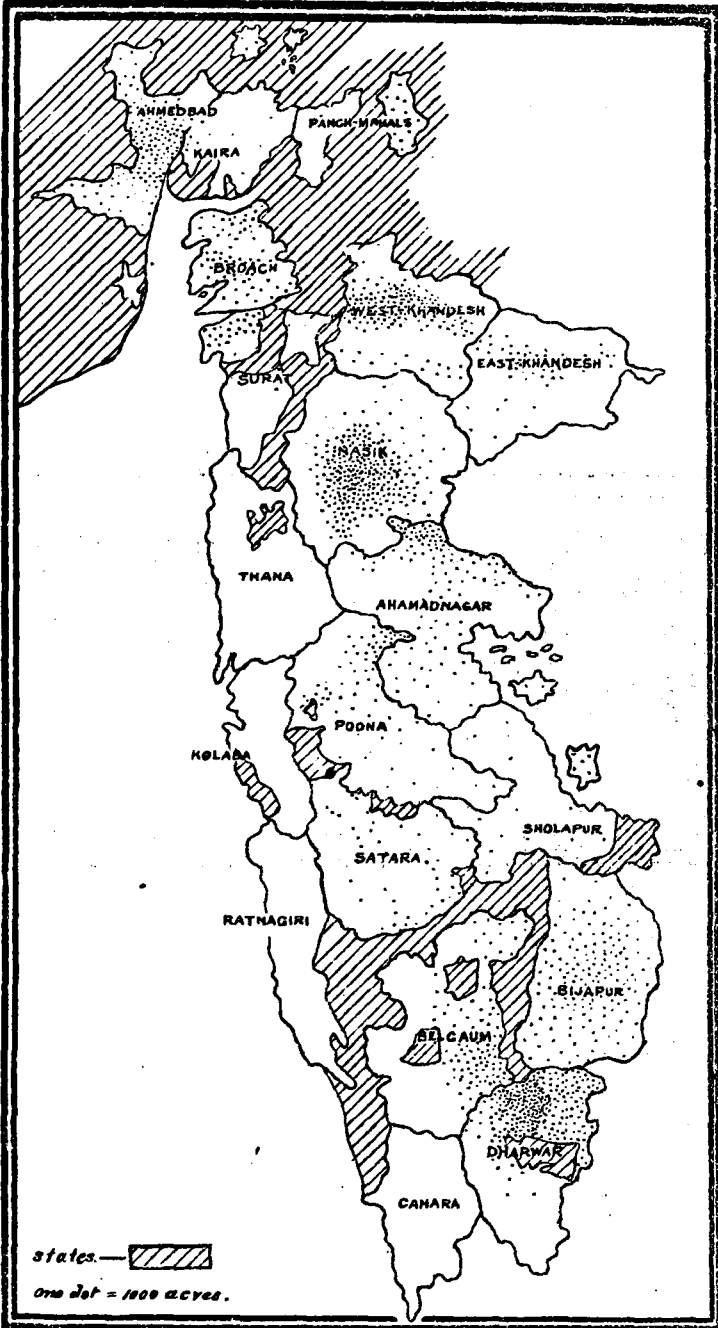 AHMEDBAD
PANCH-MAHALS
KAIRA
BROACH
WEST-KHANDESH
EAST-KHANDESH
SURAT
NASIK
THANA
AHAMADNAGAR
POONA
KOLABA
SHOLAPUR
SATARA.
RATNAGIRI
BIJAPUR
BELGAUM
DHARWAR
CANARA
states.—
one dot = 1000 acres.